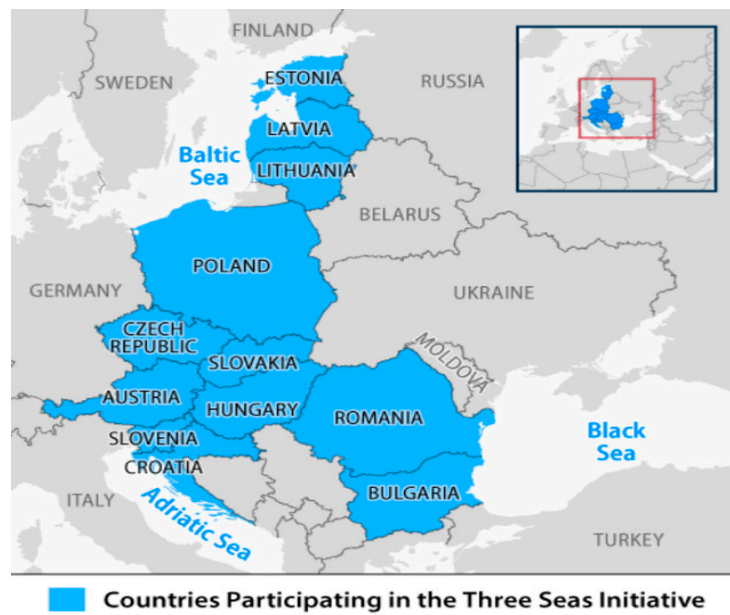 FINLAND
SWEDEN
ESTONIA
RUSSIA
LATVIA
Baltic
Sea
LITHUANIA
BELARUS
POLAND
GERMANY
UKRAINE
CZECH
REPUBLIC
SLOVAKIA
MOLDOVA
AUSTRIA
HUNGARY
ROMANIA
SLOVENIA
Black
Sea
CROATIA
BULGARIA
ITALY
Adriatic Sea
TURKEY
Countries Participating in the Three Seas Initiative